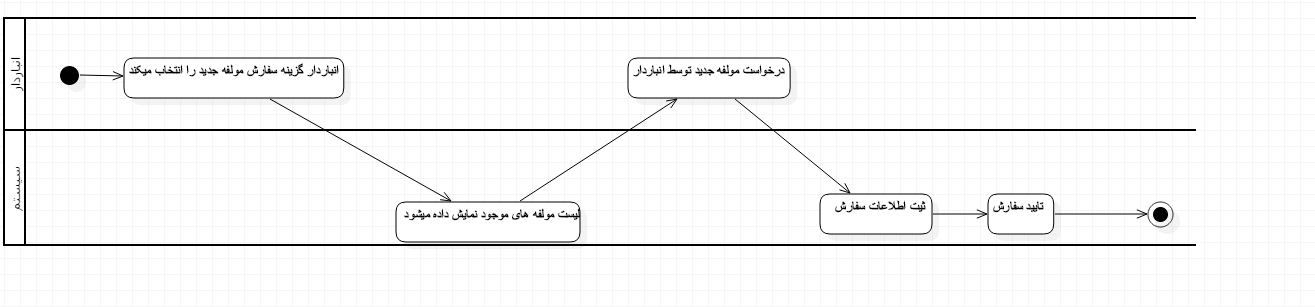 انباردار
انباردار گزینه سفارش مولفه جدید را انتخاب میکند
درخواست مولفه جدید توسط انباردار
سیستم
لیست مولفه های موجود نمایش داده میشود
ثبت اطلاعات سفارش
تایید سفارش